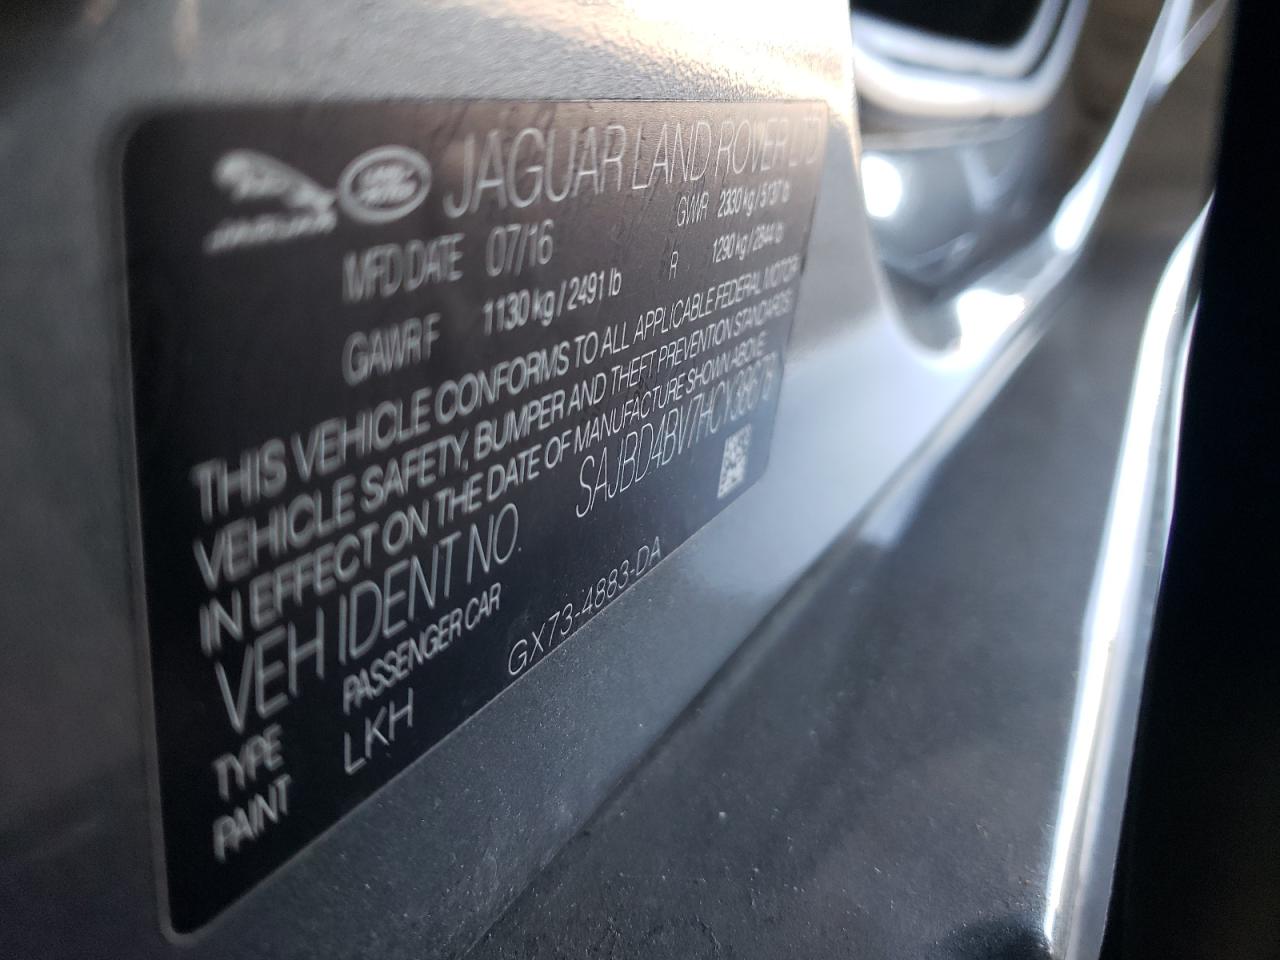 JAGUAR LAND ROVER LTD
MFD DATE 07/16 GVWR 2330 kg / 5137 lb
GAWR F 1130 kg / 2491 lb R 1290 kg / 2844 lb
THIS VEHICLE CONFORMS TO ALL APPLICABLE FEDERAL MOTOR
VEHICLE SAFETY, BUMPER AND THEFT PREVENTION STANDARDS
IN EFFECT ON THE DATE OF MANUFACTURE SHOWN ABOVE.
VEH IDENT NO.
TYPE PASSENGER CAR
PAINT LKH
GX73-4883-DA